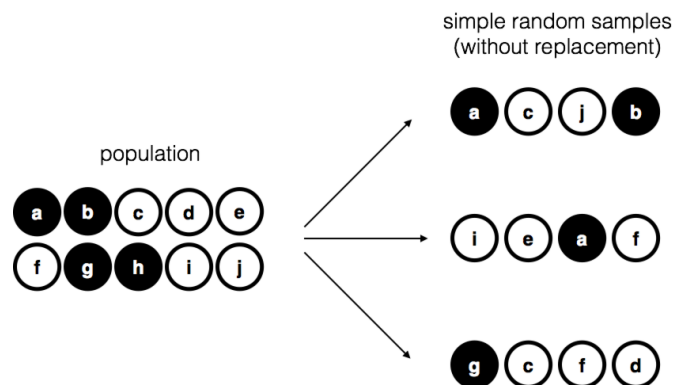 simple random samples
(without replacement)
a c j b
population
a b c d e
f g h i j
i e a f
g c f d